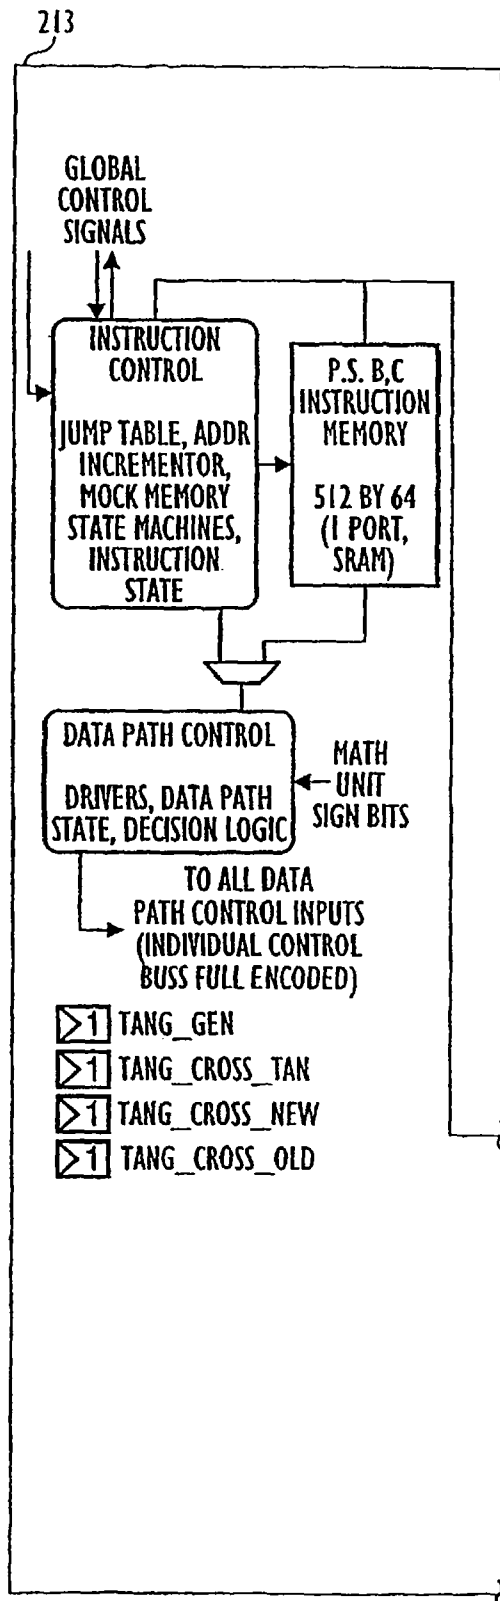 213
GLOBAL
CONTROL
SIGNALS
INSTRUCTION
CONTROL
JUMP TABLE, ADDR
INCREMENTOR,
MOCK MEMORY
STATE MACHINES,
INSTRUCTION
STATE
P.S. B,C
INSTRUCTION
MEMORY
512 BY 64
(1 PORT,
SRAM)
DATA PATH CONTROL
DRIVERS, DATA PATH
STATE, DECISION LOGIC
MATH
UNIT
SIGN BITS
TO ALL DATA
PATH CONTROL INPUTS
(INDIVIDUAL CONTROL
BUSS FULL ENCODED)
>1 TANG_GEN
>1 TANG_CROSS_TAN
>1 TANG_CROSS_NEW
>1 TANG_CROSS_OLD